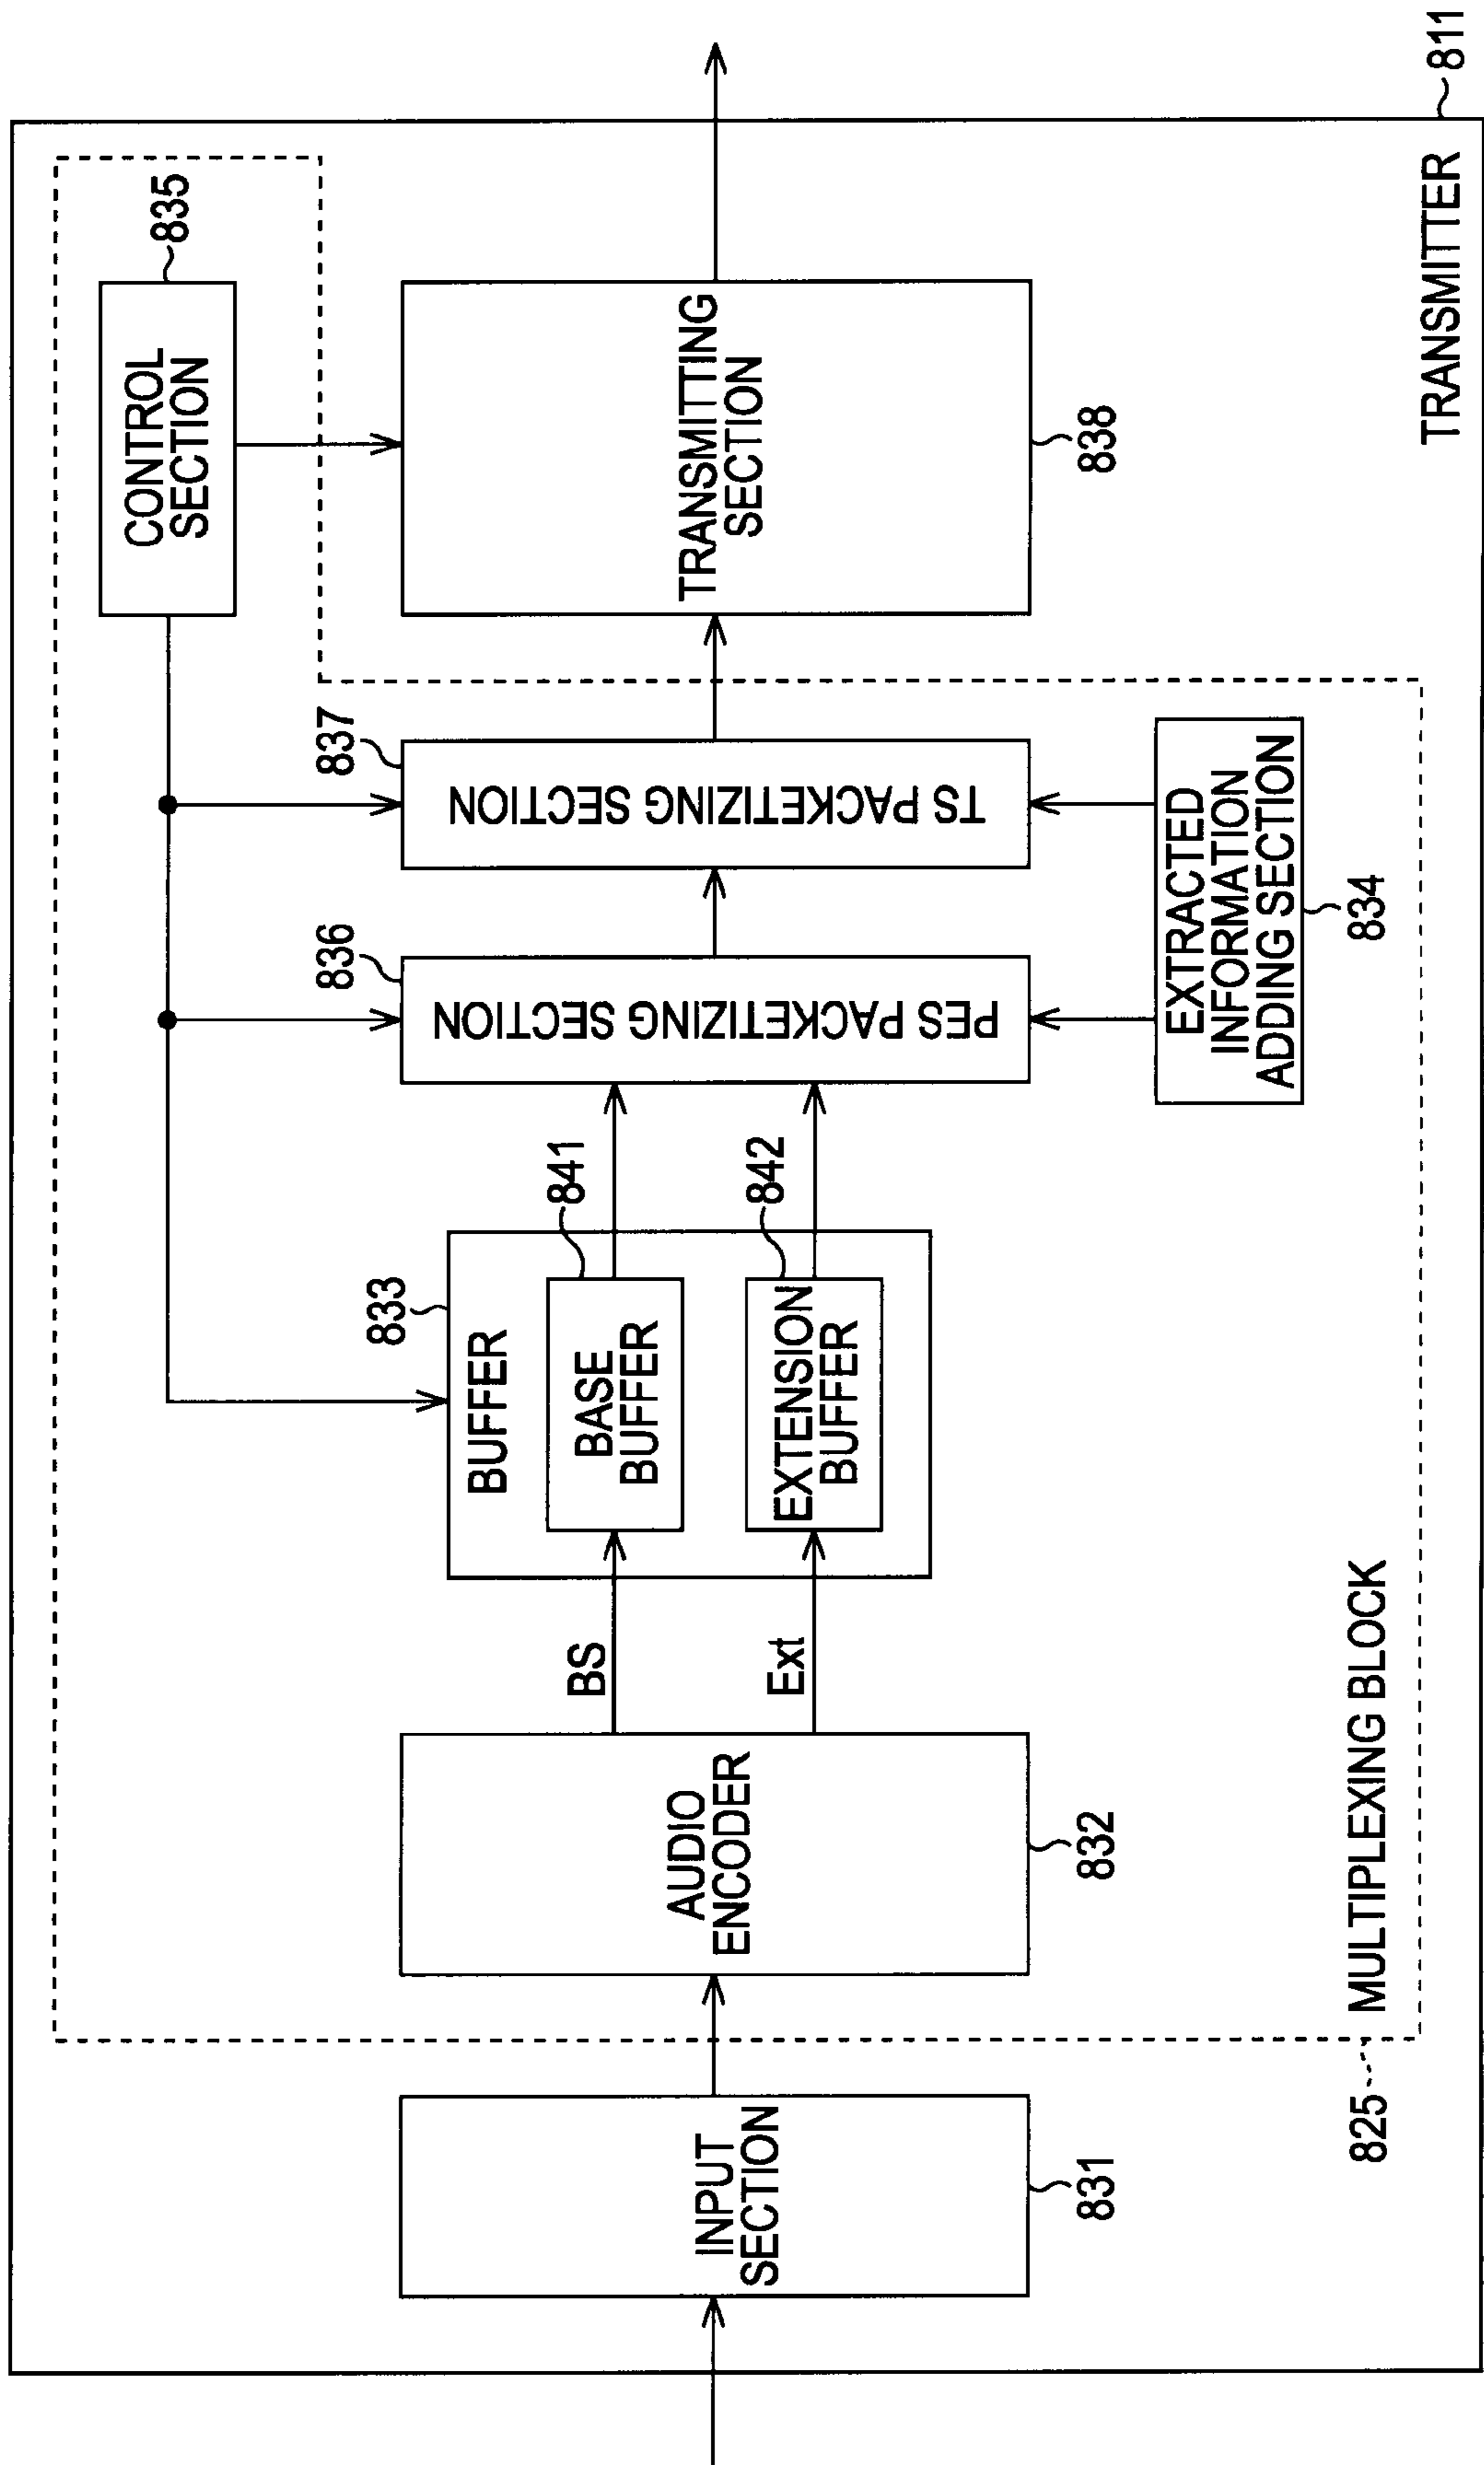 811
TRANSMITTER
825
MULTIPLEXING BLOCK
831
INPUT
SECTION
832
AUDIO
ENCODER
BS
Ext
833
BUFFER
841
BASE
BUFFER
842
EXTENSION
BUFFER
836
PES PACKETIZING SECTION
837
TS PACKETIZING SECTION
834
EXTRACTED
INFORMATION
ADDING SECTION
835
CONTROL
SECTION
838
TRANSMITTING
SECTION